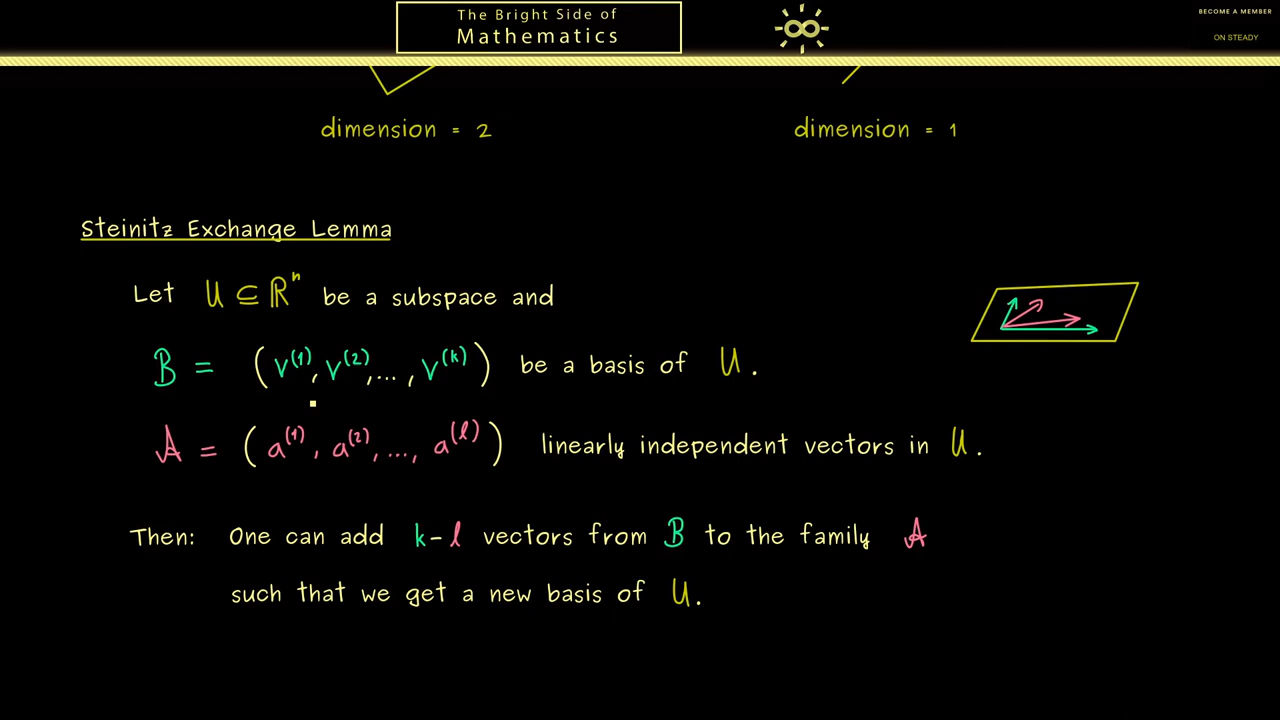 The Bright Side of
Mathematics
BECOME A MEMBER
ON STEADY
dimension = 2
dimension = 1
Steinitz Exchange Lemma
Let U ⊆ ℝⁿ be a subspace and
B = (v⁽¹⁾, v⁽²⁾, ..., v⁽ᵏ⁾) be a basis of U.
A = (a⁽¹⁾, a⁽²⁾, ..., a⁽ˡ⁾) linearly independent vectors in U.
Then: One can add k-l vectors from B to the family A
such that we get a new basis of U.